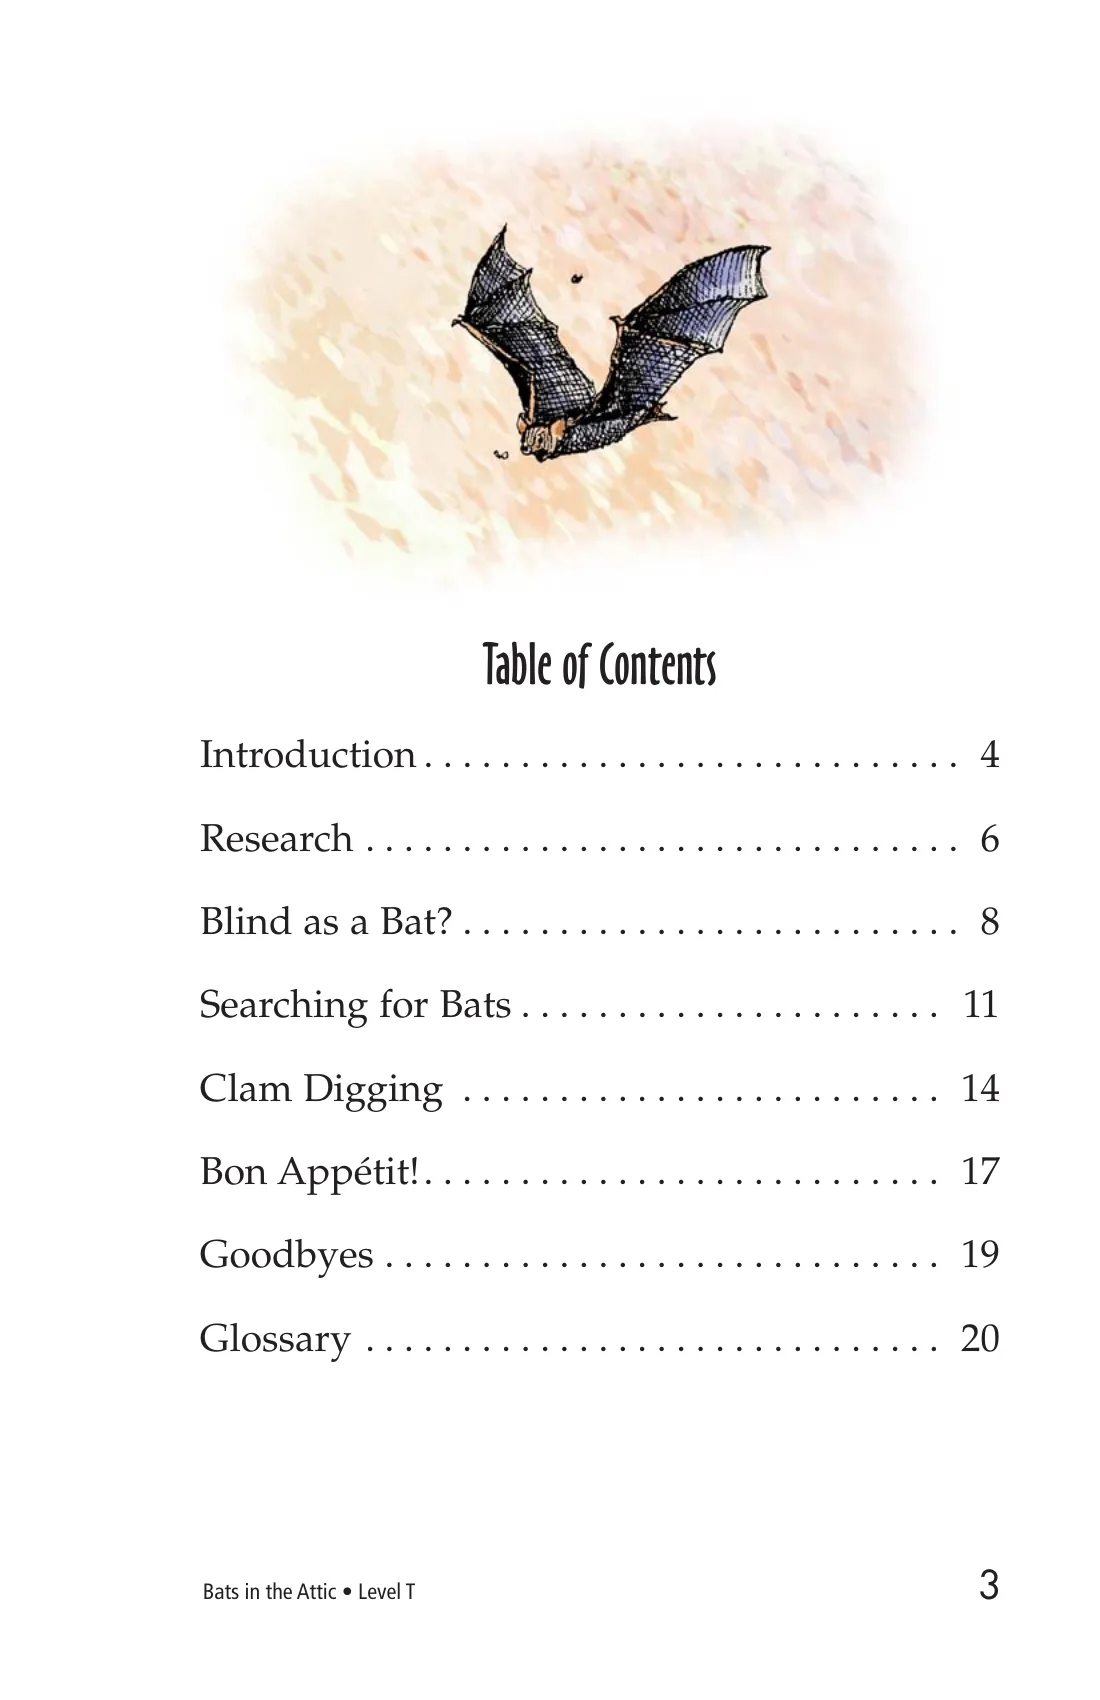 Table of Contents
Introduction . . . . . . . . . . . . . . . . . . . . . . . . . . . . 4
Research . . . . . . . . . . . . . . . . . . . . . . . . . . . . . . . 6
Blind as a Bat? . . . . . . . . . . . . . . . . . . . . . . . . . . 8
Searching for Bats . . . . . . . . . . . . . . . . . . . . . . 11
Clam Digging . . . . . . . . . . . . . . . . . . . . . . . . . 14
Bon Appétit! . . . . . . . . . . . . . . . . . . . . . . . . . . . 17
Goodbyes . . . . . . . . . . . . . . . . . . . . . . . . . . . . . 19
Glossary . . . . . . . . . . . . . . . . . . . . . . . . . . . . . . 20
Bats in the Attic • Level T 3